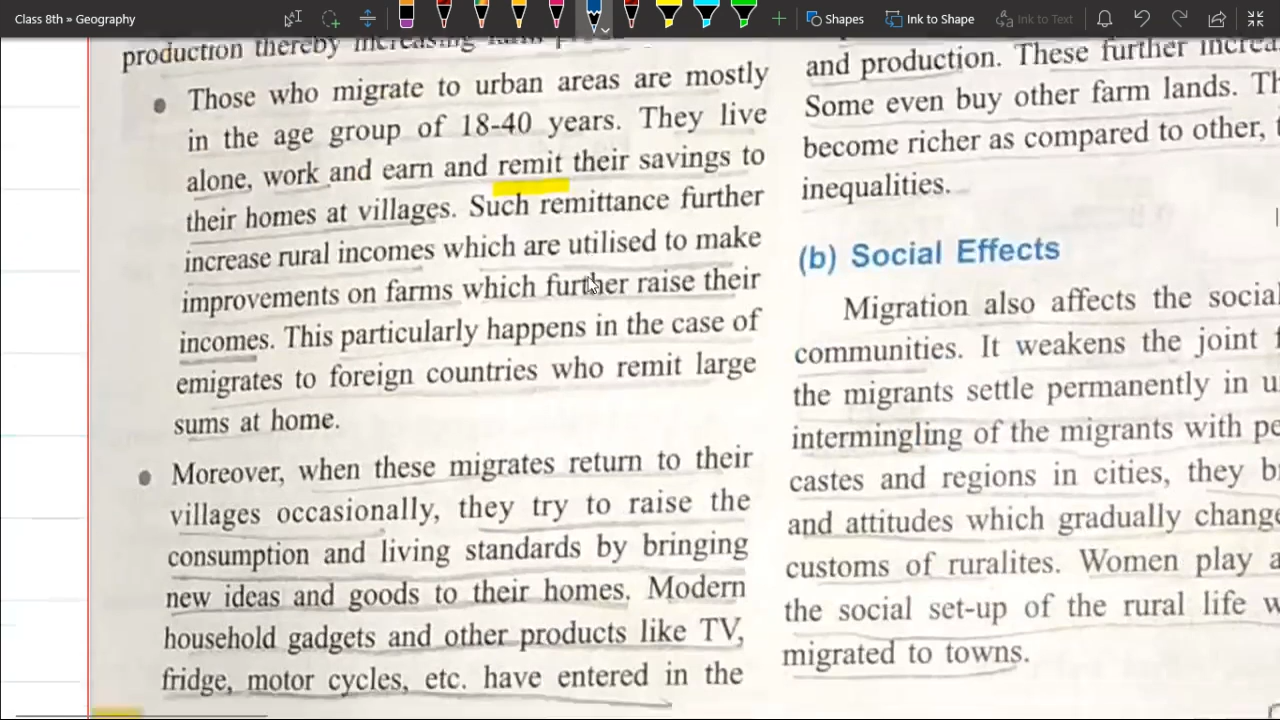 Class 8th » Geography
Shapes
Ink to Shape
Ink to Text
production thereby increasing farm
Those who migrate to urban areas are mostly
in the age group of 18-40 years. They live
alone, work and earn and remit their savings to
their homes at villages. Such remittance further
increase rural incomes which are utilised to make
improvements on farms which further raise their
incomes. This particularly happens in the case of
emigrates to foreign countries who remit large
sums at home.
Moreover, when these migrates return to their
villages occasionally, they try to raise the
consumption and living standards by bringing
new ideas and goods to their homes. Modern
household gadgets and other products like TV,
fridge, motor cycles, etc. have entered in the
and production. These further
Some even buy other farm lands.
become richer as compared to other,
inequalities.
(b) Social Effects
Migration also affects the social
communities. It weakens the joint
the migrants settle permanently in
intermingling of the migrants with
castes and regions in cities, they
and attitudes which gradually change
customs of ruralites. Women play
the social set-up of the rural life
migrated to towns.